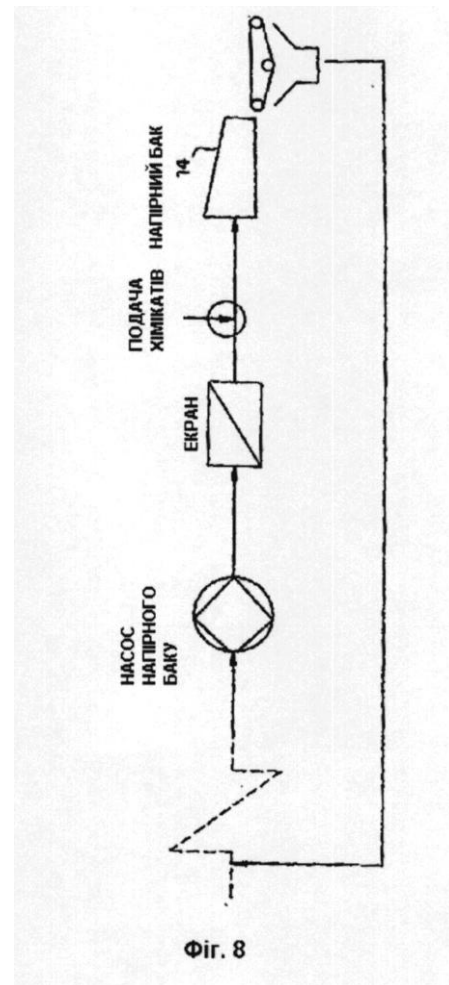 НАСОС
НАПІРНОГО
БАКУ
ЕКРАН
ПОДАЧА
ХІМІКАТІВ
НАПІРНИЙ БАК
14
Фіг. 8